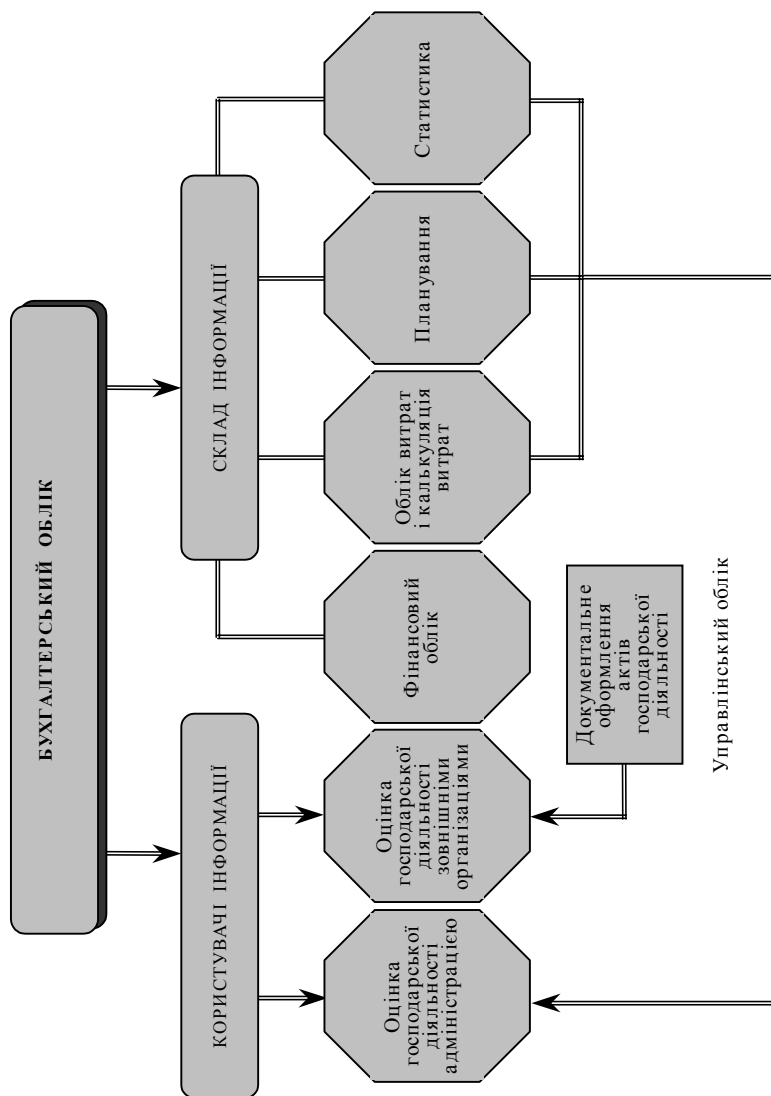 БУХГАЛТЕРСЬКИЙ ОБЛІК
КОРИСТУВАЧІ ІНФОРМАЦІЇ
СКЛАД ІНФОРМАЦІЇ
Оцінка
господарської
діяльності
адміністрацією
Оцінка
господарської
діяльності
зовнішніми
організаціями
Фінансовий
облік
Облік витрат
і калькуляція
витрат
Планування
Статистика
Документальне
оформлення
актів
господарської
діяльності
Управлінський облік